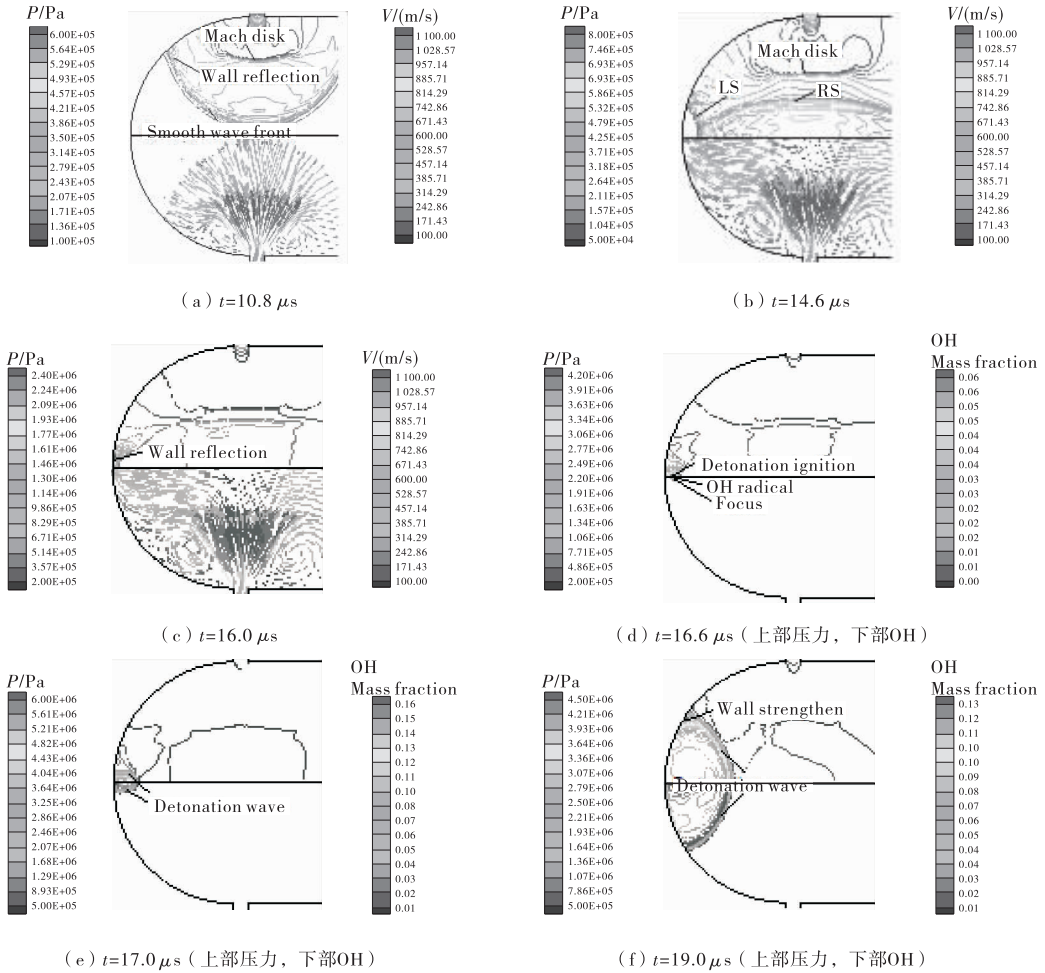 P/Pa
6.00E+05
5.64E+05
5.29E+05
4.93E+05
4.57E+05
4.21E+05
3.86E+05
3.50E+05
3.14E+05
2.79E+05
2.43E+05
2.07E+05
1.71E+05
1.36E+05
1.00E+05
Mach disk
Wall reflection
Smooth wave front
V/(m/s)
1 100.00
1 028.57
957.14
885.71
814.29
742.86
671.43
600.00
528.57
457.14
385.71
314.29
242.86
171.43
100.00
(a) t=10.8 μs
P/Pa
8.00E+05
7.46E+05
6.93E+05
6.93E+05
5.86E+05
5.32E+05
4.79E+05
4.25E+05
3.71E+05
3.18E+05
2.64E+05
2.11E+05
1.57E+05
1.04E+05
5.00E+04
Mach disk
LS
RS
V/(m/s)
1 100.00
1 028.57
957.14
885.71
814.29
742.86
671.43
600.00
528.57
457.14
385.71
314.29
242.86
171.43
100.00
(b) t=14.6 μs
P/Pa
2.40E+06
2.24E+06
2.09E+06
1.93E+06
1.77E+06
1.61E+06
1.46E+06
1.30E+06
1.14E+06
9.86E+05
8.29E+05
6.71E+05
5.14E+05
3.57E+05
2.00E+05
Wall reflection
V/(m/s)
1 100.00
1 028.57
957.14
885.71
814.29
742.86
671.43
600.00
528.57
457.14
385.71
314.29
242.86
171.43
100.00
(c) t=16.0 μs
P/Pa
4.20E+06
3.91E+06
3.63E+06
3.34E+06
3.06E+06
2.77E+06
2.49E+06
2.20E+06
1.91E+06
1.63E+06
1.34E+06
1.06E+06
7.71E+05
4.86E+05
2.00E+05
Detonation ignition
OH radical
Focus
OH
Mass fraction
0.06
0.06
0.05
0.05
0.04
0.04
0.04
0.03
0.03
0.02
0.02
0.02
0.01
0.01
0.00
(d) t=16.6 μs(上部压力，下部OH)
P/Pa
6.00E+06
5.61E+06
5.21E+06
4.82E+06
4.43E+06
4.04E+06
3.64E+06
3.25E+06
2.86E+06
2.46E+06
2.07E+06
1.68E+06
1.29E+06
8.93E+05
5.00E+05
Detonation wave
OH
Mass fraction
0.16
0.15
0.14
0.13
0.12
0.11
0.10
0.08
0.07
0.06
0.05
0.04
0.03
0.02
0.01
(e) t=17.0 μs(上部压力，下部OH)
P/Pa
4.50E+06
4.21E+06
3.93E+06
3.64E+06
3.36E+06
3.07E+06
2.79E+06
2.50E+06
2.21E+06
1.93E+06
1.64E+06
1.36E+06
1.07E+06
7.86E+05
5.00E+05
Wall strengthen
Detonation wave
OH
Mass fraction
0.13
0.12
0.11
0.10
0.10
0.09
0.08
0.07
0.06
0.05
0.04
0.04
0.03
0.02
0.01
(f) t=19.0 μs(上部压力，下部OH)